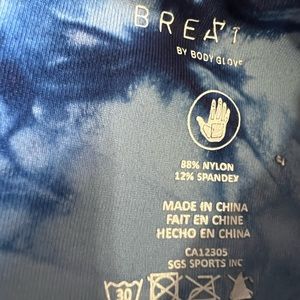 BY BODY GLOVE
88% NYLON
12% SPANDEX
MADE IN CHINA
FAIT EN CHINE
HECHO EN CHINA
CA12305
SGS SPORTS INC
30